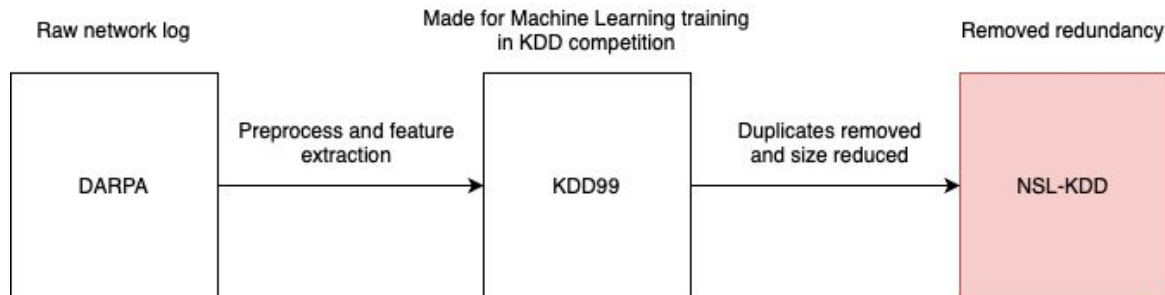 Raw network log
Made for Machine Learning training
in KDD competition
Removed redundancy
Preprocess and feature
extraction
Duplicates removed
and size reduced
DARPA
KDD99
NSL-KDD